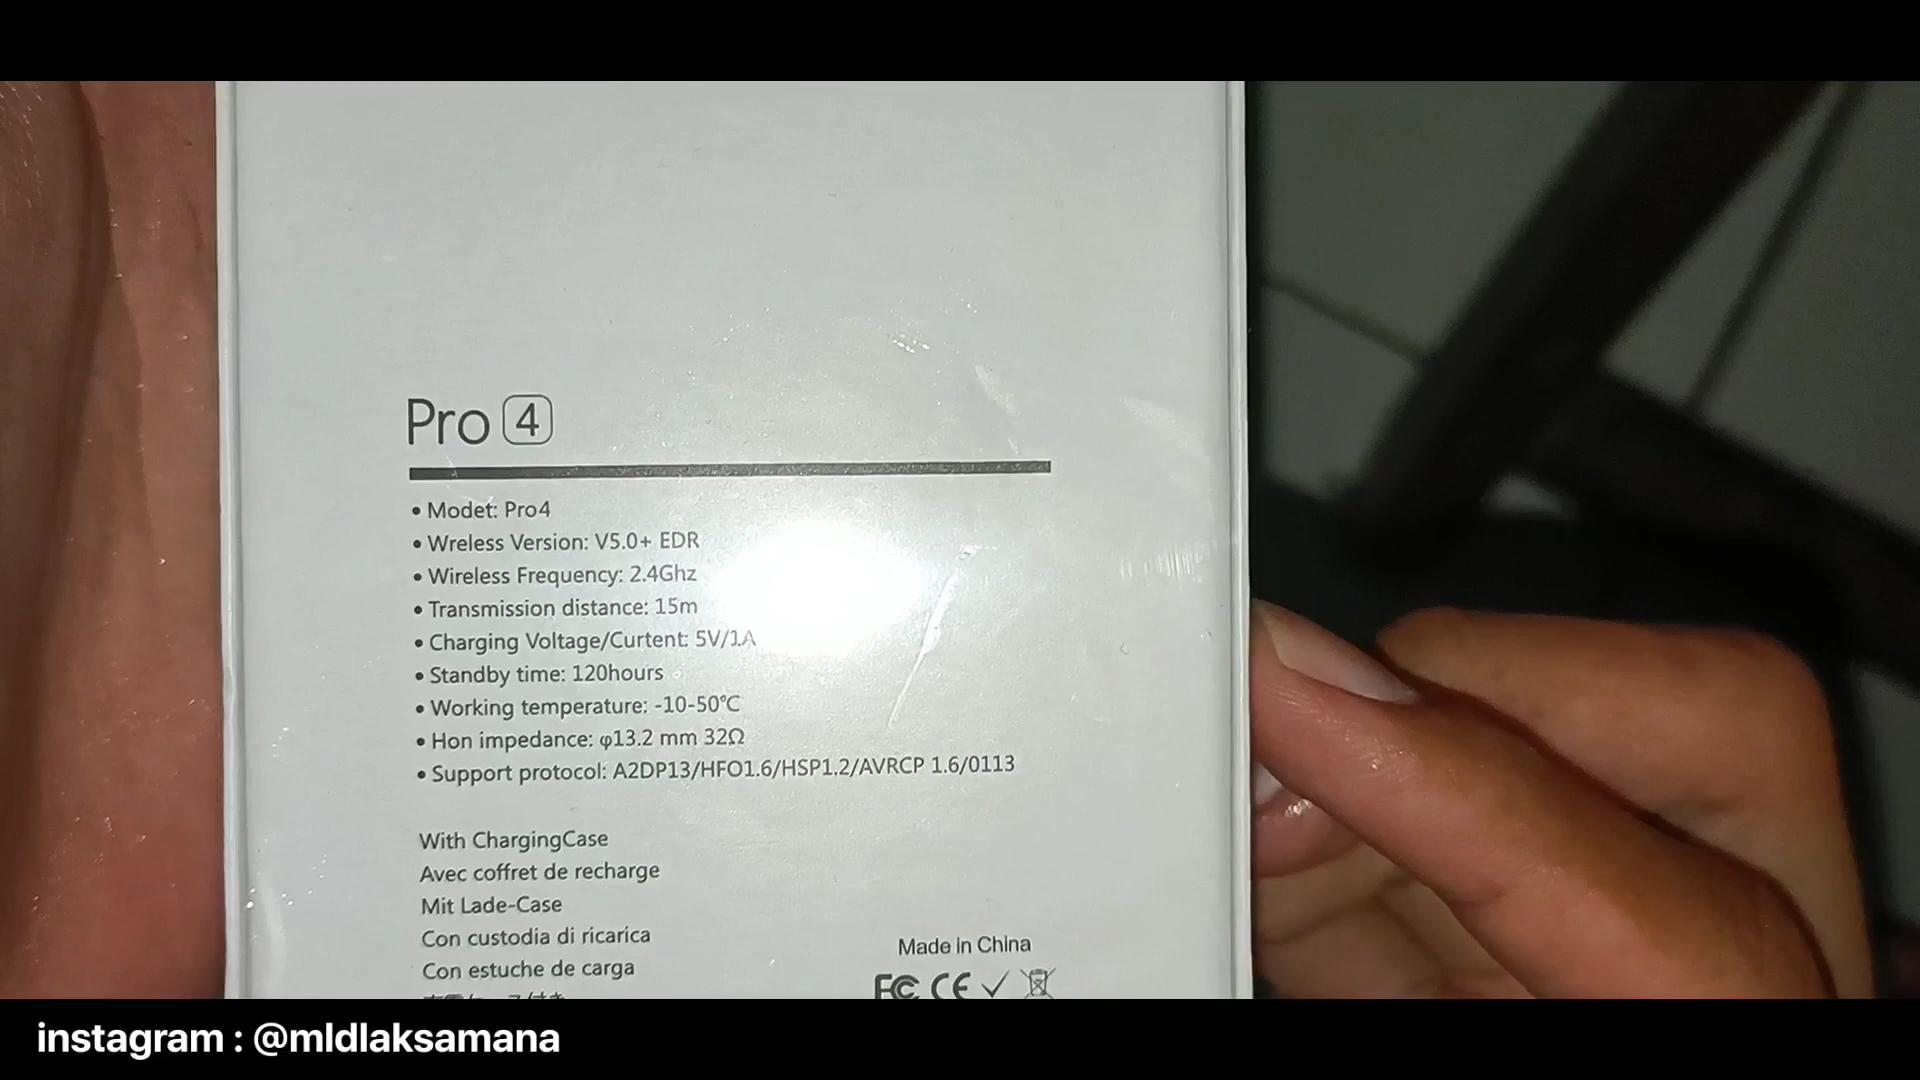 Pro 4
• Modet: Pro4
• Wreless Version: V5.0+ EDR
• Wireless Frequency: 2.4Ghz
• Transmission distance: 15m
• Charging Voltage/Curtent: 5V/1A
• Standby time: 120hours
• Working temperature: -10-50℃
• Hon impedance: φ13.2 mm 32Ω
• Support protocol: A2DP13/HFO1.6/HSP1.2/AVRCP 1.6/0113
With ChargingCase
Avec coffret de recharge
Mit Lade-Case
Con custodia di ricarica
Con estuche de carga
Made in China
FC CE
instagram : @mldlaksamana